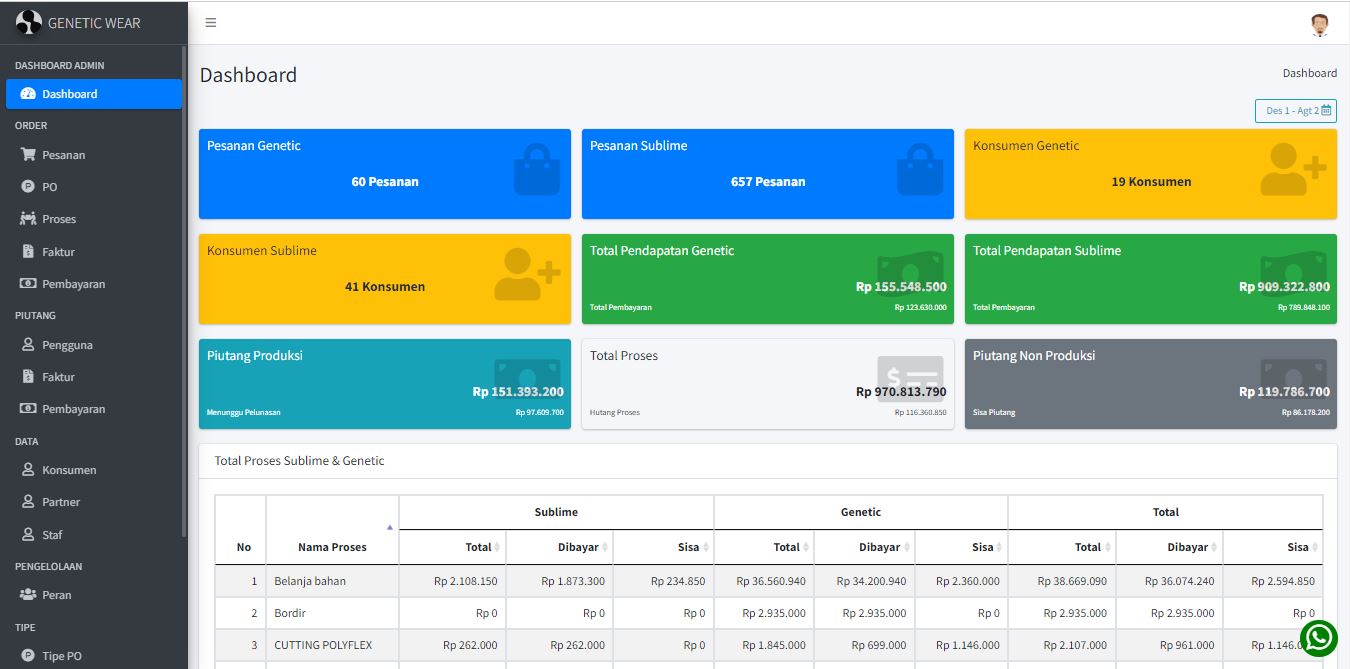 GENETIC WEAR
DASHBOARD ADMIN
Dashboard
ORDER
Pesanan
PO
Proses
Faktur
Pembayaran
PIUTANG
Pengguna
Faktur
Pembayaran
DATA
Konsumen
Partner
Staf
PENGELOLAAN
Peran
TIPE
Tipe PO
Dashboard
Dashboard
Des 1 - Agt 2
Pesanan Genetic
60 Pesanan
Pesanan Sublime
657 Pesanan
Konsumen Genetic
19 Konsumen
Konsumen Sublime
41 Konsumen
Total Pendapatan Genetic
Rp 155.548.500
Total Pembayaran Rp 123.630.000
Total Pendapatan Sublime
Rp 909.322.800
Total Pembayaran Rp 789.848.100
Piutang Produksi
Rp 151.393.200
Menunggu Pelunasan Rp 97.609.700
Total Proses
Rp 970.813.790
Hutang Proses Rp 116.360.850
Piutang Non Produksi
Rp 119.786.700
Sisa Piutang Rp 86.178.200
Total Proses Sublime & Genetic
Sublime Genetic Total
No Nama Proses Total Dibayar Sisa Total Dibayar Sisa Total Dibayar Sisa
1 Belanja bahan Rp 2.108.150 Rp 1.873.300 Rp 234.850 Rp 36.560.940 Rp 34.200.940 Rp 2.360.000 Rp 38.669.090 Rp 36.074.240 Rp 2.594.850
2 Bordir Rp 0 Rp 0 Rp 0 Rp 2.935.000 Rp 2.935.000 Rp 0 Rp 2.935.000 Rp 2.935.000 Rp 0
3 CUTTING POLYFLEX Rp 262.000 Rp 262.000 Rp 0 Rp 1.845.000 Rp 699.000 Rp 1.146.000 Rp 2.107.000 Rp 961.000 Rp